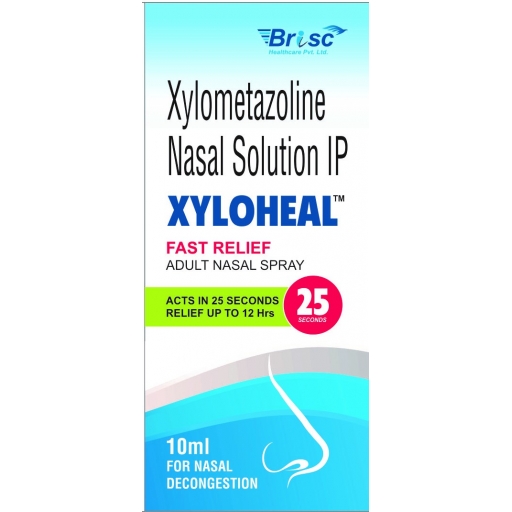 Brisc
Healthcare Pvt. Ltd.
Xylometazoline
Nasal Solution IP
XYLOHEAL™
FAST RELIEF
ADULT NASAL SPRAY
ACTS IN 25 SECONDS
RELIEF UP TO 12 Hrs
25
SECONDS
10ml
FOR NASAL
DECONGESTION